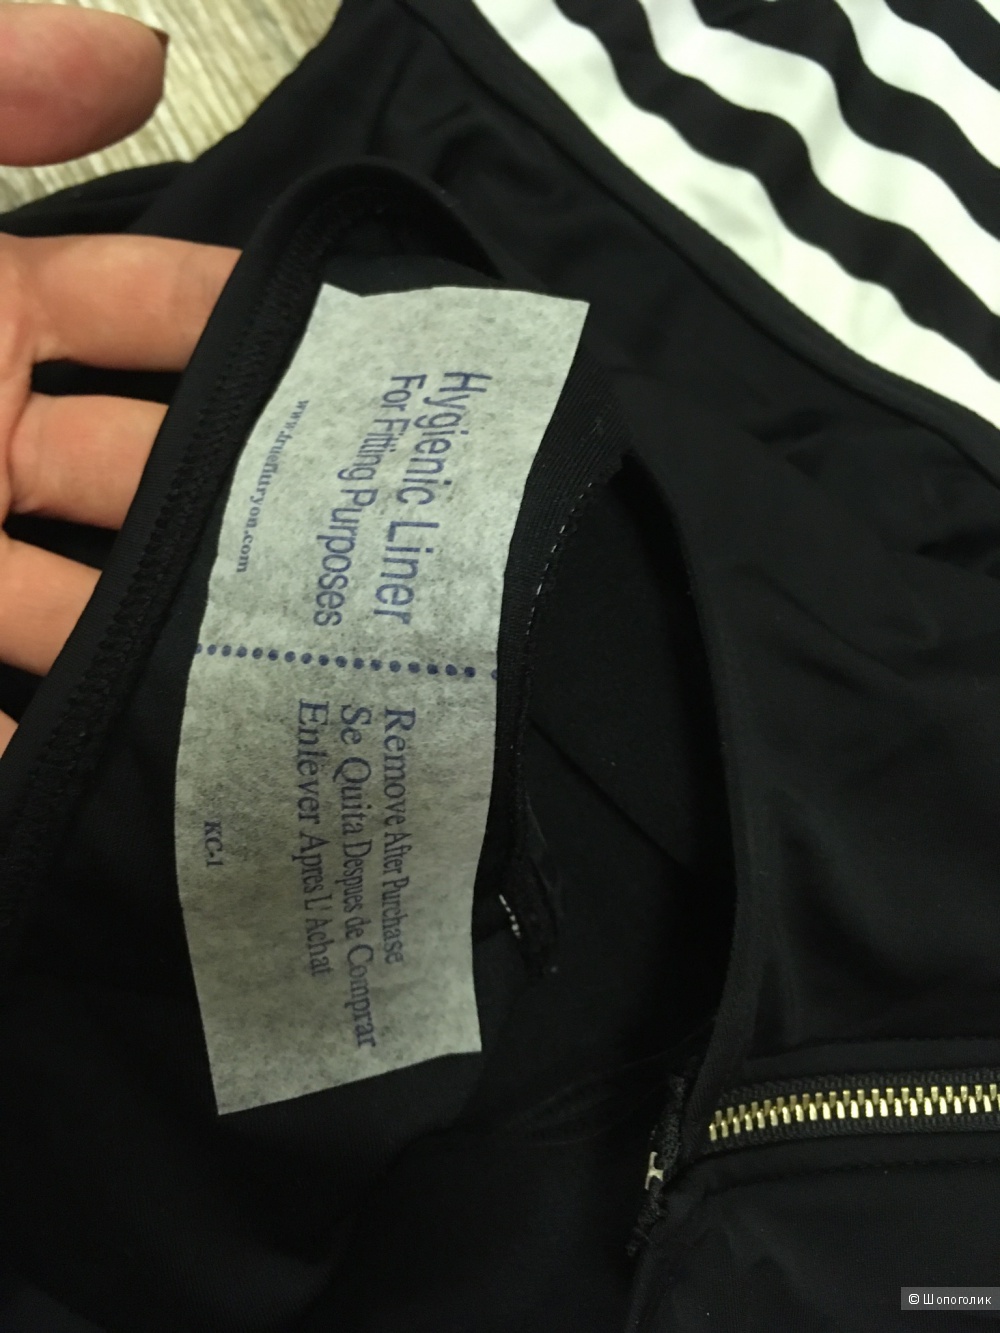 Hygienic Liner
For Fitting Purposes
Remove After Purchase
Se Quita Despues de Comprar
Enlever Apres L' Achat
KC-1
© Шопоголик